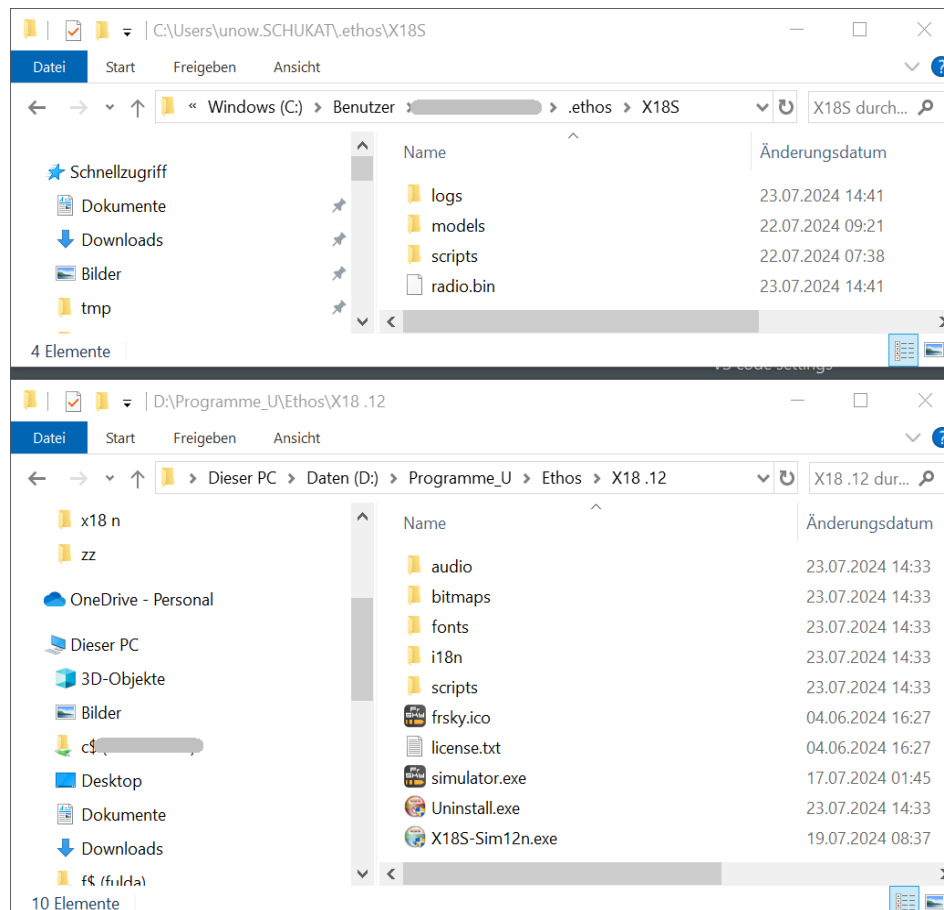 C:\Users\unow.SCHUKAT\.ethos\X18S
Datei Start Freigeben Ansicht
« Windows (C:) > Benutzer > > .ethos > X18S
X18S durch...
Name Änderungsdatum
Schnellzugriff
Dokumente
Downloads
Bilder
tmp
logs 23.07.2024 14:41
models 22.07.2024 09:21
scripts 22.07.2024 07:38
radio.bin 23.07.2024 14:41
4 Elemente
VS code settings
D:\Programme_U\Ethos\X18 .12
Datei Start Freigeben Ansicht
> Dieser PC > Daten (D:) > Programme_U > Ethos > X18 .12
X18 .12 dur...
Name Änderungsdatum
x18 n
zz
OneDrive - Personal
Dieser PC
3D-Objekte
Bilder
c$ (
Desktop
Dokumente
Downloads
f$ (fulda)
audio 23.07.2024 14:33
bitmaps 23.07.2024 14:33
fonts 23.07.2024 14:33
i18n 23.07.2024 14:33
scripts 23.07.2024 14:33
frsky.ico 04.06.2024 16:27
license.txt 04.06.2024 16:27
simulator.exe 17.07.2024 01:45
Uninstall.exe 23.07.2024 14:33
X18S-Sim12n.exe 19.07.2024 08:37
10 Elemente